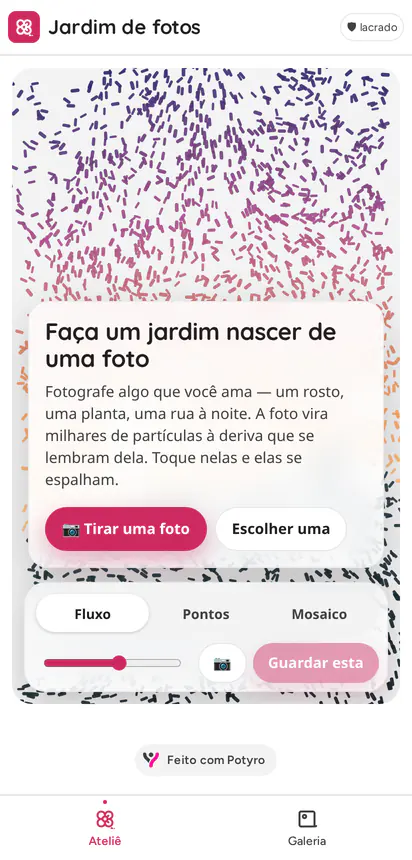 Jardim de fotos
lacrado
Faça um jardim nascer de
uma foto
Fotografe algo que você ama — um rosto,
uma planta, uma rua à noite. A foto vira
milhares de partículas à deriva que se
lembram dela. Toque nelas e elas se
espalham.
Tirar uma foto
Escolher uma
Fluxo
Pontos
Mosaico
Guardar esta
Feito com Potyro
Ateliê
Galeria